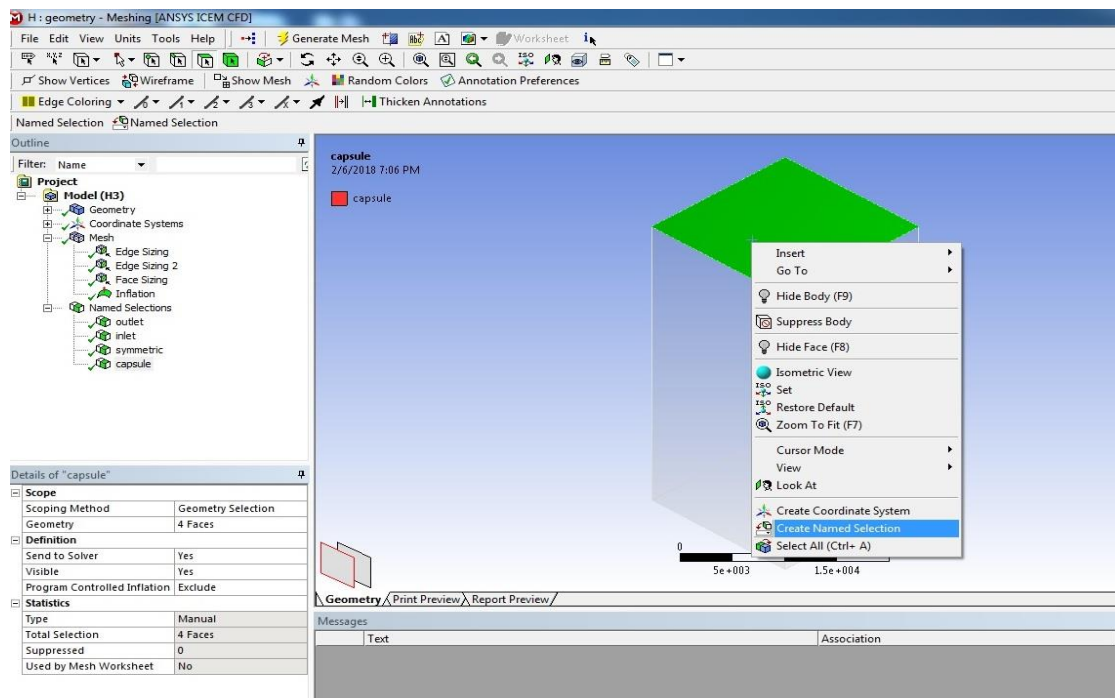 H : geometry - Meshing [ANSYS ICEM CFD]
File Edit View Units Tools Help Generate Mesh Worksheet
Show Vertices Wireframe Show Mesh Random Colors Annotation Preferences
Edge Coloring Thicken Annotations
Named Selection Named Selection
Outline
Filter: Name
Project
Model (H3)
Geometry
Coordinate Systems
Mesh
Edge Sizing
Edge Sizing 2
Face Sizing
Inflation
Named Selections
outlet
inlet
symmetric
capsule
Details of "capsule"
Scope
Scoping Method Geometry Selection
Geometry 4 Faces
Definition
Send to Solver Yes
Visible Yes
Program Controlled Inflation Exclude
Statistics
Type Manual
Total Selection 4 Faces
Suppressed 0
Used by Mesh Worksheet No
capsule
2/6/2018 7:06 PM
capsule
Insert
Go To
Hide Body (F9)
Suppress Body
Hide Face (F8)
Isometric View
Set
Restore Default
Zoom To Fit (F7)
Cursor Mode
View
Look At
Create Coordinate System
Create Named Selection
Select All (Ctrl+ A)
0
5e+003 1.5e+004
Geometry Print Preview Report Preview
Messages
Text Association